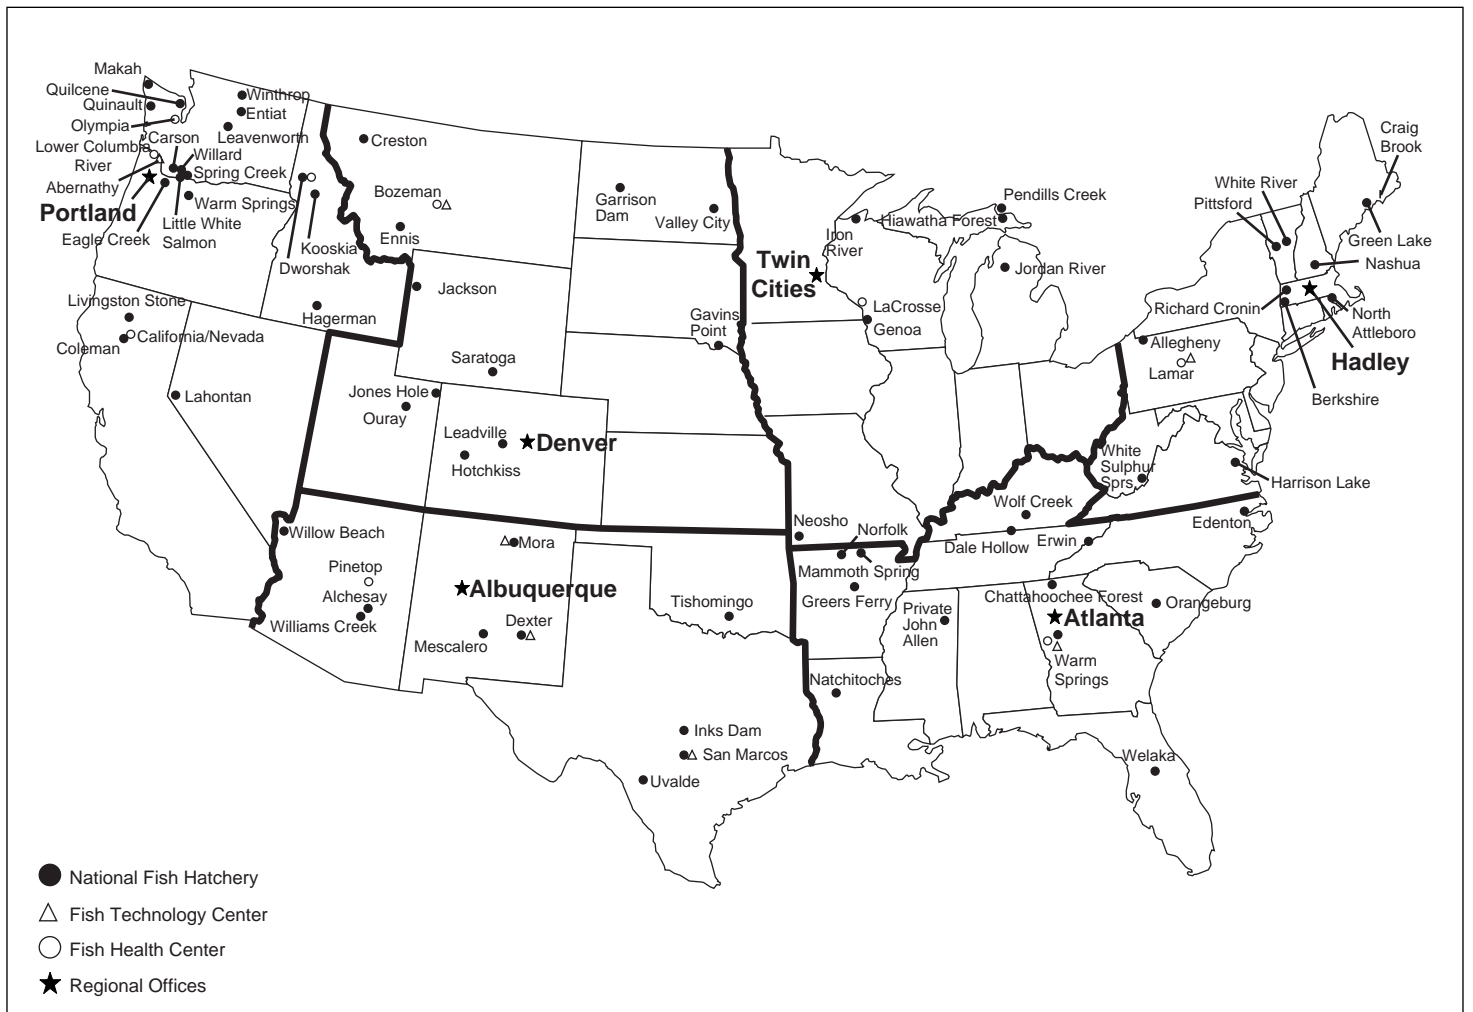 Makah
Quilcene
Quinault
Olympia
Winthrop
Entiat
Leavenworth
Carson
Lower Columbia
River
Willard
Spring Creek
Abernathy
Portland
Warm Springs
Little White
Salmon
Eagle Creek
Kooskia
Dworshak
Hagerman
Livingston Stone
California/Nevada
Coleman
Lahontan
Creston
Bozeman
Ennis
Jackson
Saratoga
Jones Hole
Ouray
Leadville
Denver
Hotchkiss
Garrison
Dam
Valley City
Gavins
Point
Twin
Cities
Iron
River
Hiawatha Forest
Pendills Creek
Jordan River
LaCrosse
Genoa
Craig
Brook
White River
Pittsford
Green Lake
Nashua
Richard Cronin
North
Attleboro
Hadley
Berkshire
Allegheny
Lamar
White
Sulphur
Sprs.
Harrison Lake
Edenton
Wolf Creek
Dale Hollow
Erwin
Neosho
Norfolk
Mammoth Spring
Greers Ferry
Private
John
Allen
Chattahoochee Forest
Atlanta
Orangeburg
Warm
Springs
Natchitoches
Welaka
Willow Beach
Pinetop
Alchesay
Williams Creek
Mora
Albuquerque
Dexter
Mescalero
Tishomingo
Inks Dam
San Marcos
Uvalde
National Fish Hatchery
Fish Technology Center
Fish Health Center
Regional Offices